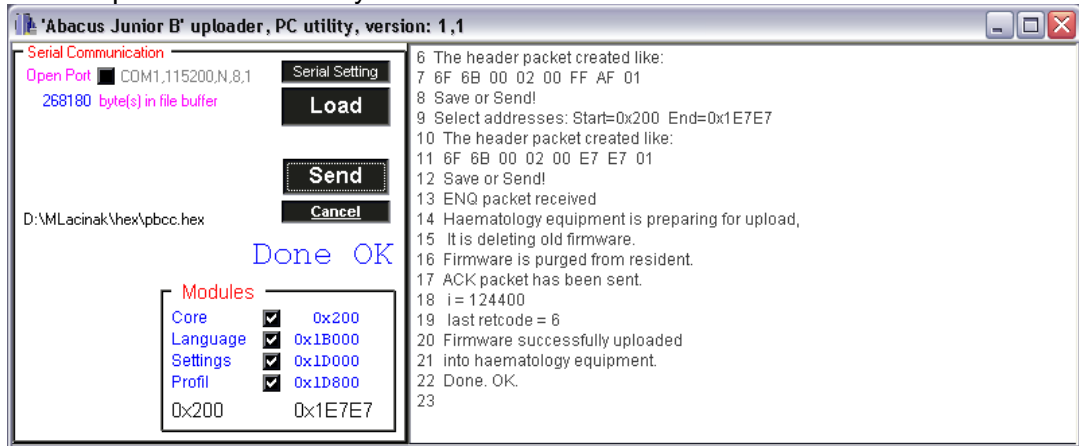 'Abacus Junior B' uploader, PC utility, version: 1,1
Serial Communication
Open Port COM1,115200,N,8,1
Serial Setting
268180 byte(s) in file buffer
Load
Send
D:\MLacinak\hex\pbcc.hex
Cancel
Done OK
Modules
Core 0x200
Language 0x1B000
Settings 0x1D000
Profil 0x1D800
0x200 0x1E7E7
6 The header packet created like:
7 6F 6B 00 02 00 FF AF 01
8 Save or Send!
9 Select addresses: Start=0x200 End=0x1E7E7
10 The header packet created like:
11 6F 6B 00 02 00 E7 E7 01
12 Save or Send!
13 ENQ packet received
14 Haematology equipment is preparing for upload,
15 It is deleting old firmware.
16 Firmware is purged from resident.
17 ACK packet has been sent.
18 i = 124400
19 last retcode = 6
20 Firmware successfully uploaded
21 into haematology equipment.
22 Done. OK.
23